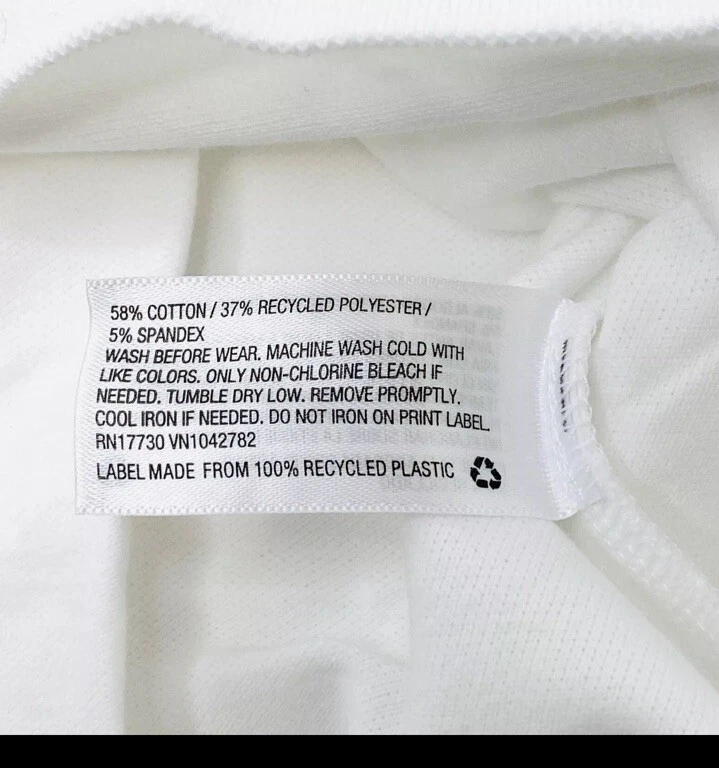 58% COTTON / 37% RECYCLED POLYESTER /
5% SPANDEX
WASH BEFORE WEAR. MACHINE WASH COLD WITH
LIKE COLORS. ONLY NON-CHLORINE BLEACH IF
NEEDED. TUMBLE DRY LOW. REMOVE PROMPTLY.
COOL IRON IF NEEDED. DO NOT IRON ON PRINT LABEL.
RN17730 VN1042782
LABEL MADE FROM 100% RECYCLED PLASTIC